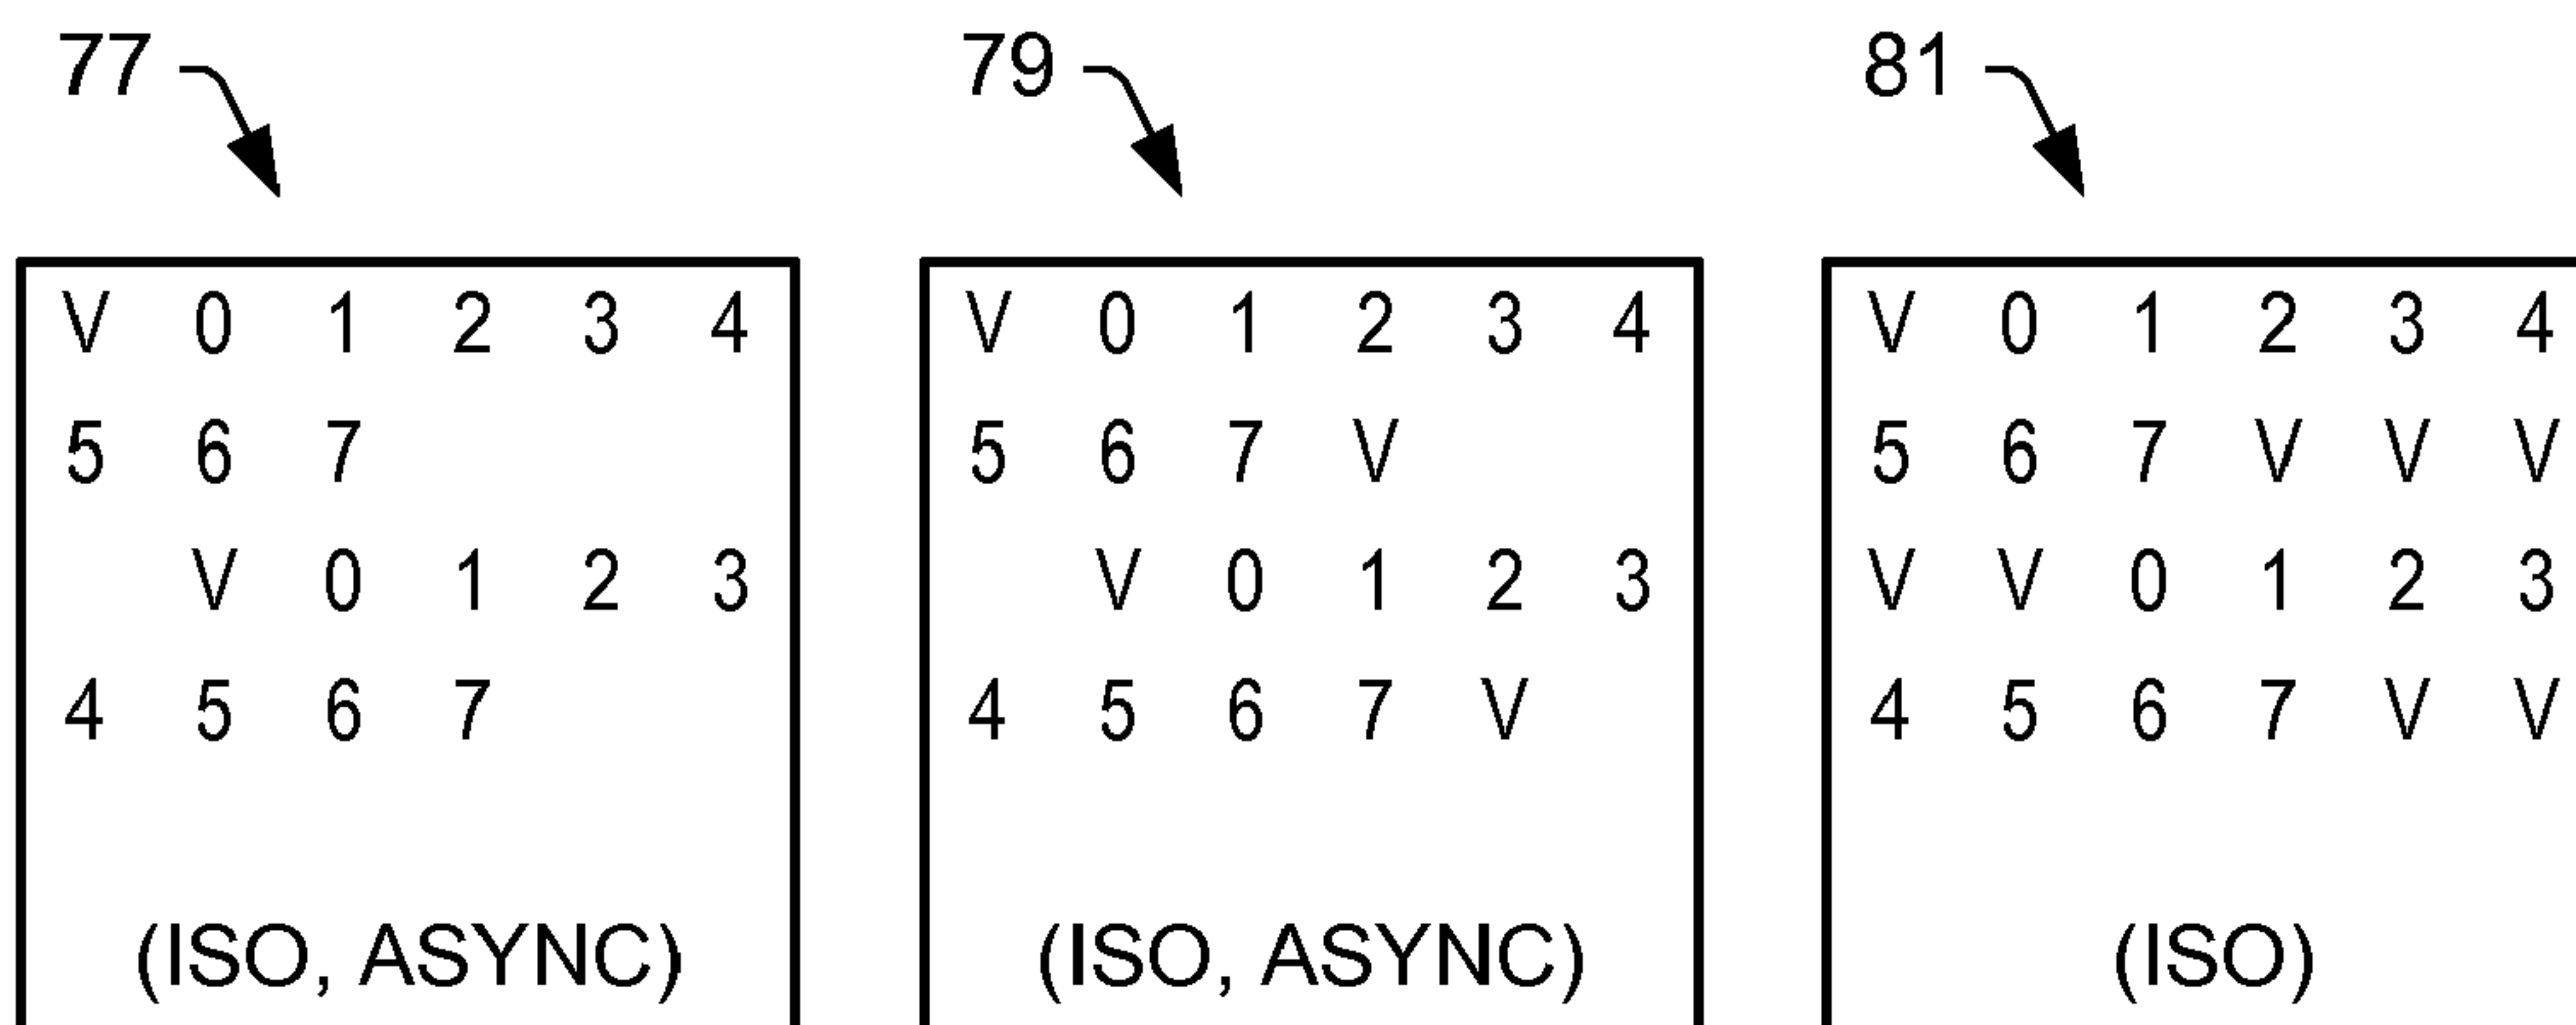 77 79 81
V 0 1 2 3 4 V 0 1 2 3 4 V 0 1 2 3 4
5 6 7 5 6 7 V 5 6 7 V V V
V 0 1 2 3 V 0 1 2 3 V V 0 1 2 3
4 5 6 7 4 5 6 7 V 4 5 6 7 V V
(ISO, ASYNC) (ISO, ASYNC) (ISO)